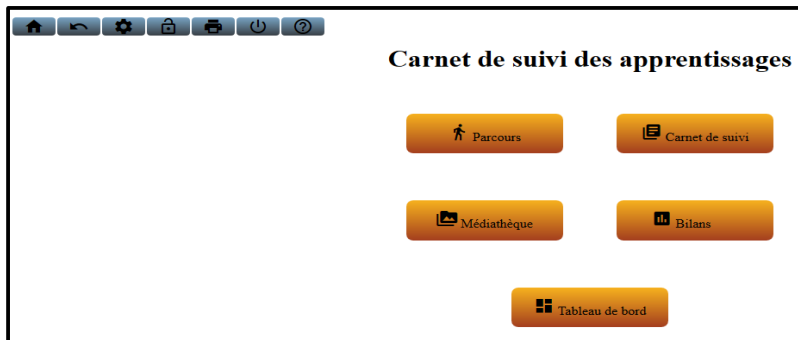 Carnet de suivi des apprentissages
Parcours
Carnet de suivi
Médiathèque
Bilans
Tableau de bord